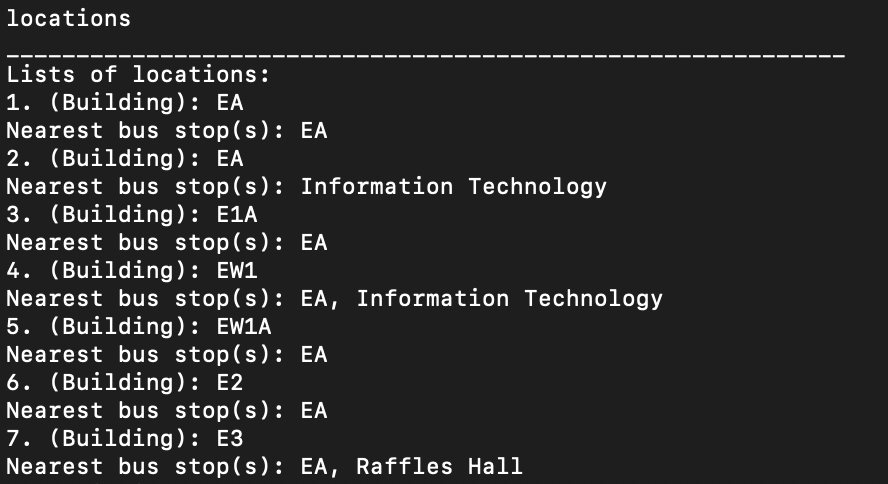 locations
____________________________________________________________
Lists of locations:
1. (Building): EA
Nearest bus stop(s): EA
2. (Building): EA
Nearest bus stop(s): Information Technology
3. (Building): E1A
Nearest bus stop(s): EA
4. (Building): EW1
Nearest bus stop(s): EA, Information Technology
5. (Building): EW1A
Nearest bus stop(s): EA
6. (Building): E2
Nearest bus stop(s): EA
7. (Building): E3
Nearest bus stop(s): EA, Raffles Hall